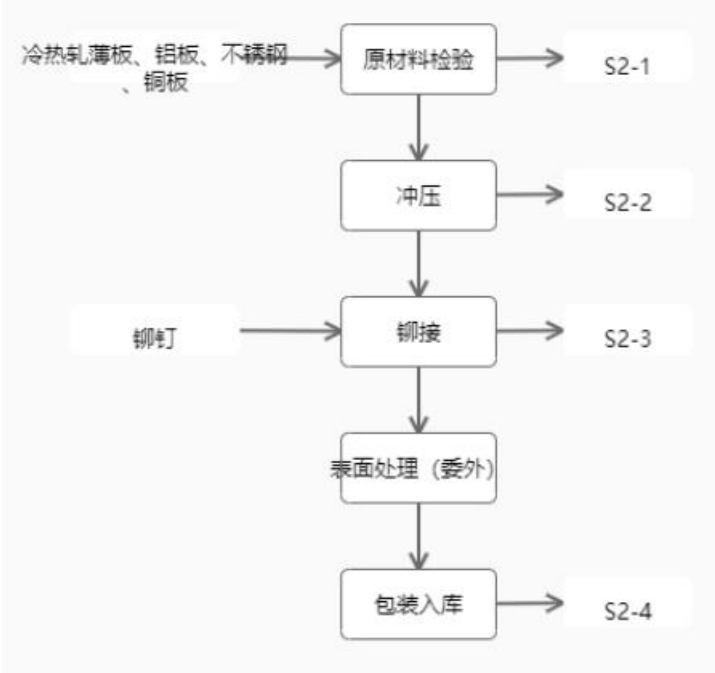 冷热轧薄板、铝板、不锈钢
、铜板
原材料检验
S2-1
冲压
S2-2
铆钉
铆接
S2-3
表面处理（委外）
包装入库
S2-4